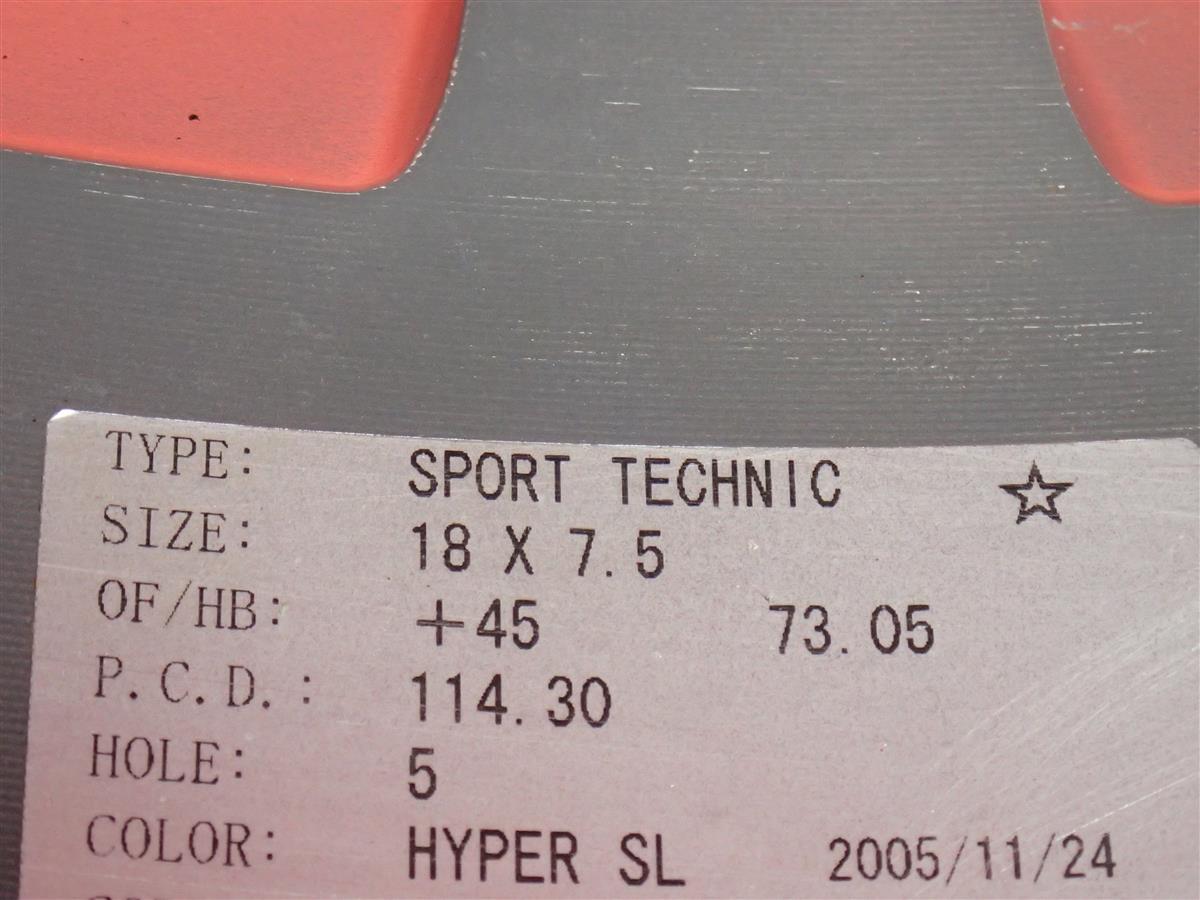 TYPE: SPORT TECHNIC ☆
SIZE: 18 X 7.5
OF/HB: +45 73.05
P.C.D.: 114.30
HOLE: 5
COLOR: HYPER SL 2005/11/24